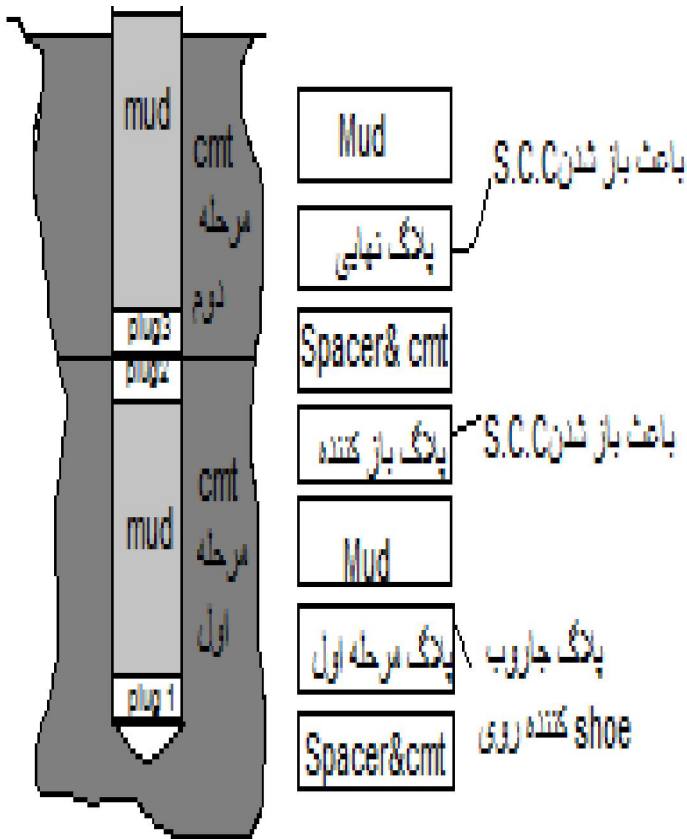 mud
cmt
مرحله
دوم
plug3
plug2
cmt
mud
مرحله
اول
plug 1
Mud
پلاگ نهایی
باعث باز شدن S.C.C
Spacer& cmt
پلاگ باز کننده
باعث باز شدن S.C.C
Mud
پلاگ مرحله اول
پلاگ جاروب
کننده روی shoe
Spacer&cmt